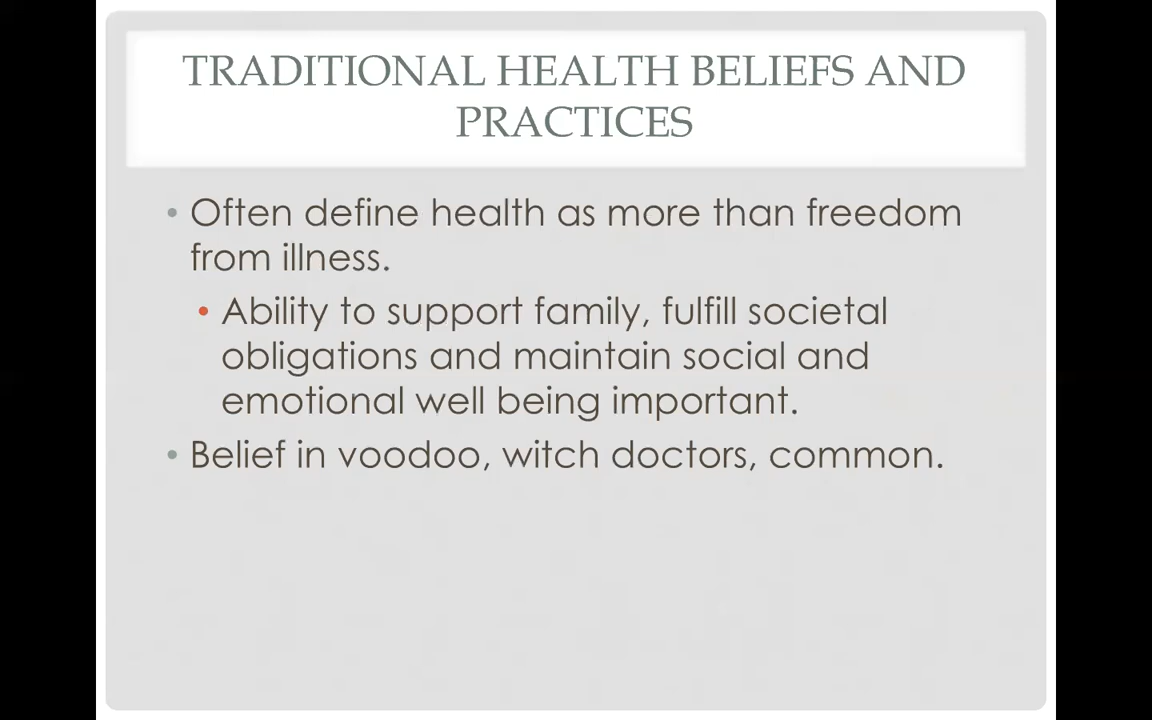 TRADITIONAL HEALTH BELIEFS AND
PRACTICES
• Often define health as more than freedom
from illness.
• Ability to support family, fulfill societal
obligations and maintain social and
emotional well being important.
• Belief in voodoo, witch doctors, common.